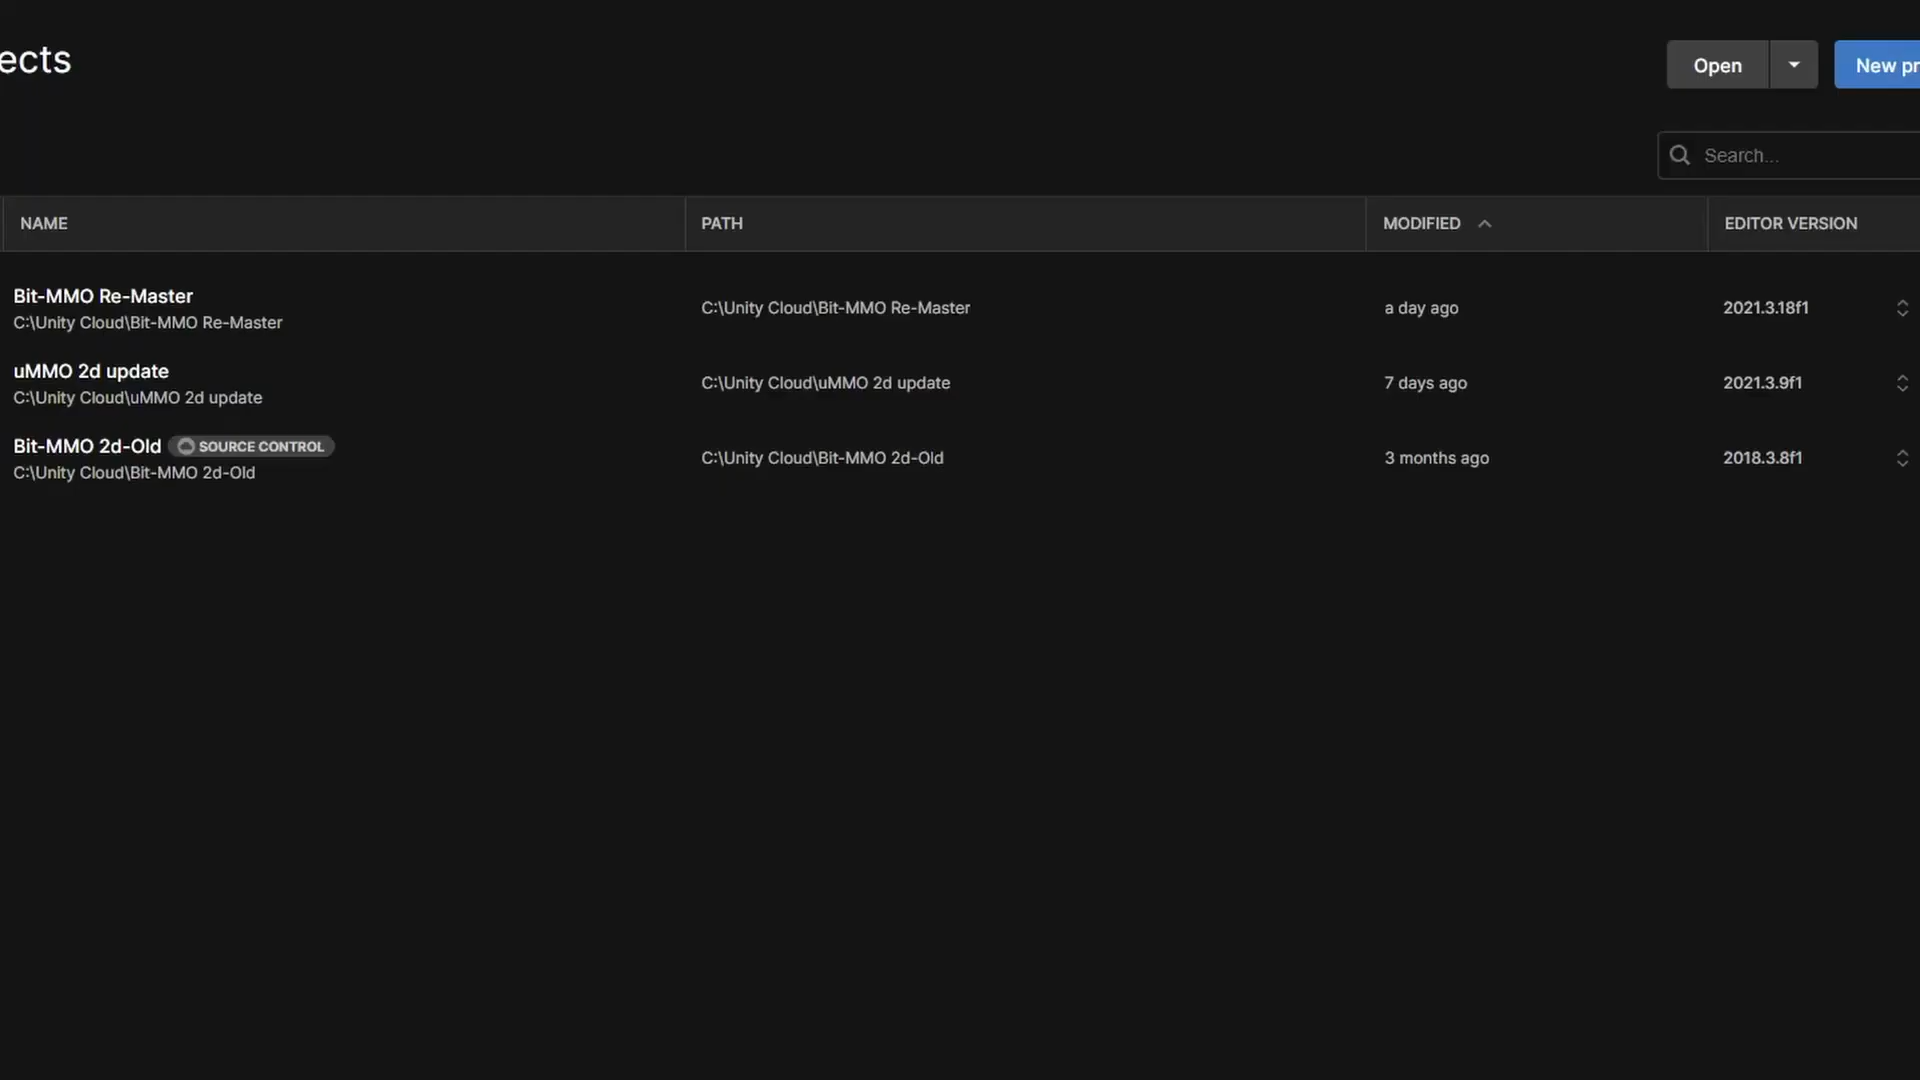 ects
Open
New pr
Search...
NAME PATH MODIFIED EDITOR VERSION
Bit-MMO Re-Master
C:\Unity Cloud\Bit-MMO Re-Master C:\Unity Cloud\Bit-MMO Re-Master a day ago 2021.3.18f1
uMMO 2d update
C:\Unity Cloud\uMMO 2d update C:\Unity Cloud\uMMO 2d update 7 days ago 2021.3.9f1
Bit-MMO 2d-Old SOURCE CONTROL
C:\Unity Cloud\Bit-MMO 2d-Old C:\Unity Cloud\Bit-MMO 2d-Old 3 months ago 2018.3.8f1